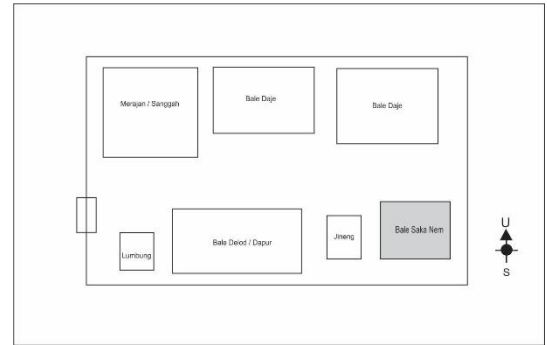 Merajan / Sanggah
Bale Daje
Bale Daje
Lumbung
Bale Delod / Dapur
Jineng
Bale Saka Nem
U
S